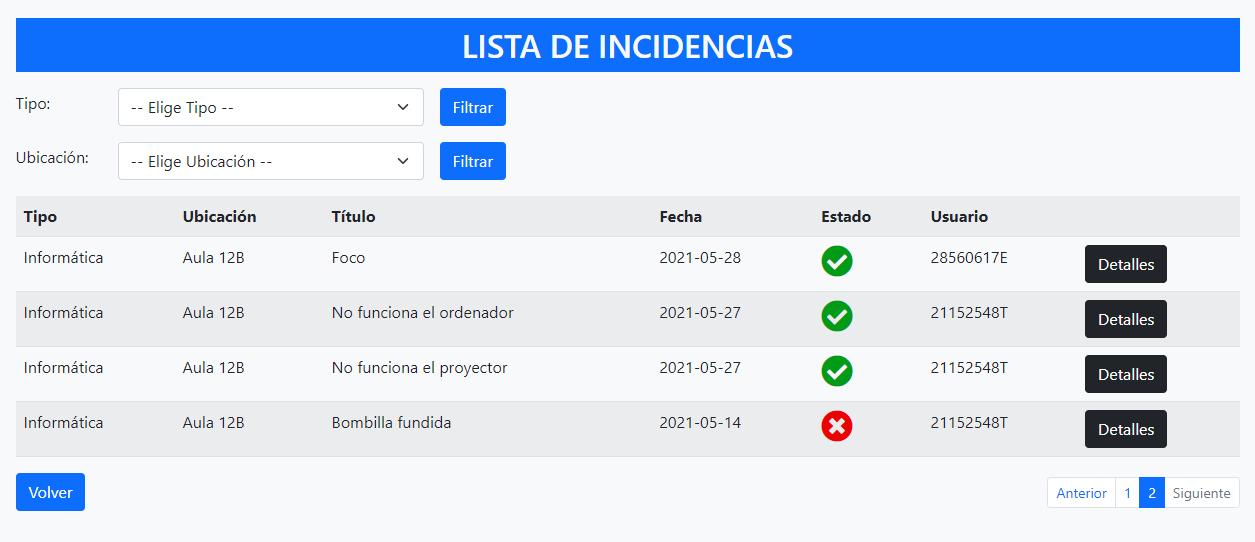 LISTA DE INCIDENCIAS
Tipo: -- Elige Tipo -- Filtrar
Ubicación: -- Elige Ubicación -- Filtrar
Tipo Ubicación Título Fecha Estado Usuario
Informática Aula 12B Foco 2021-05-28 28560617E Detalles
Informática Aula 12B No funciona el ordenador 2021-05-27 21152548T Detalles
Informática Aula 12B No funciona el proyector 2021-05-27 21152548T Detalles
Informática Aula 12B Bombilla fundida 2021-05-14 21152548T Detalles
Volver Anterior 1 2 Siguiente